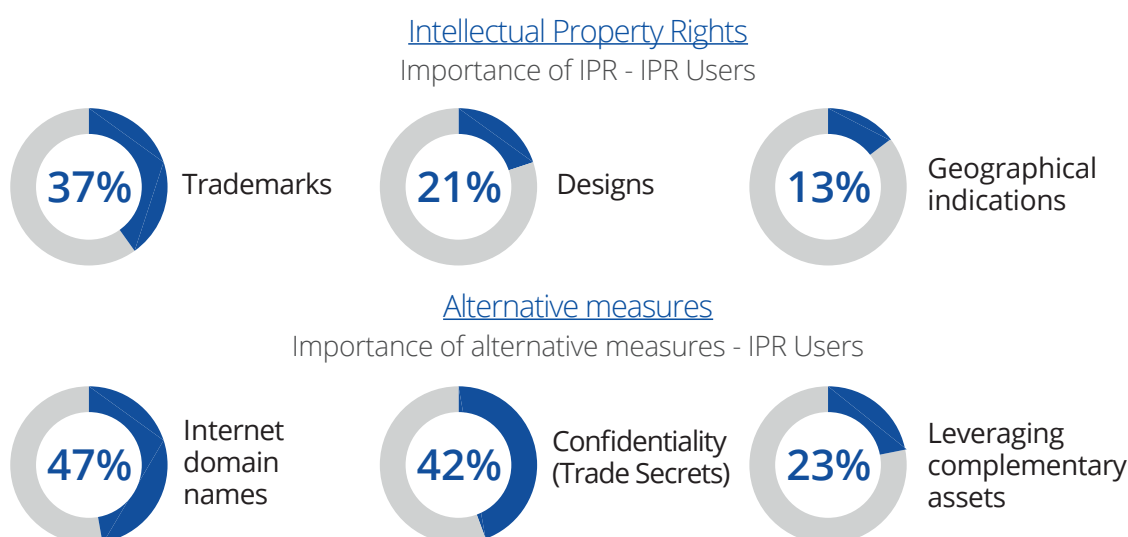 Intellectual Property Rights
Importance of IPR - IPR Users
37%
Trademarks
21%
Designs
13%
Geographical
indications
Alternative measures
Importance of alternative measures - IPR Users
47%
Internet
domain
names
42%
Confidentiality
(Trade Secrets)
23%
Leveraging
complementary
assets